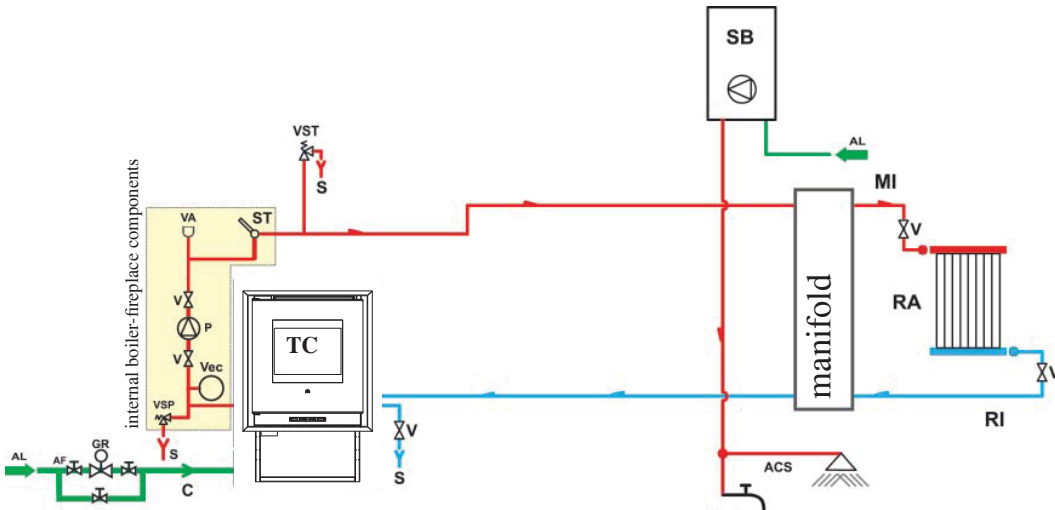 SB
AL
VST
S
MI
internal boiler-fireplace components
VA
ST
V
V
P
V
Vec
VSP
S
TC
manifold
RA
V
RI
V
S
AL
AF
GR
C
ACS